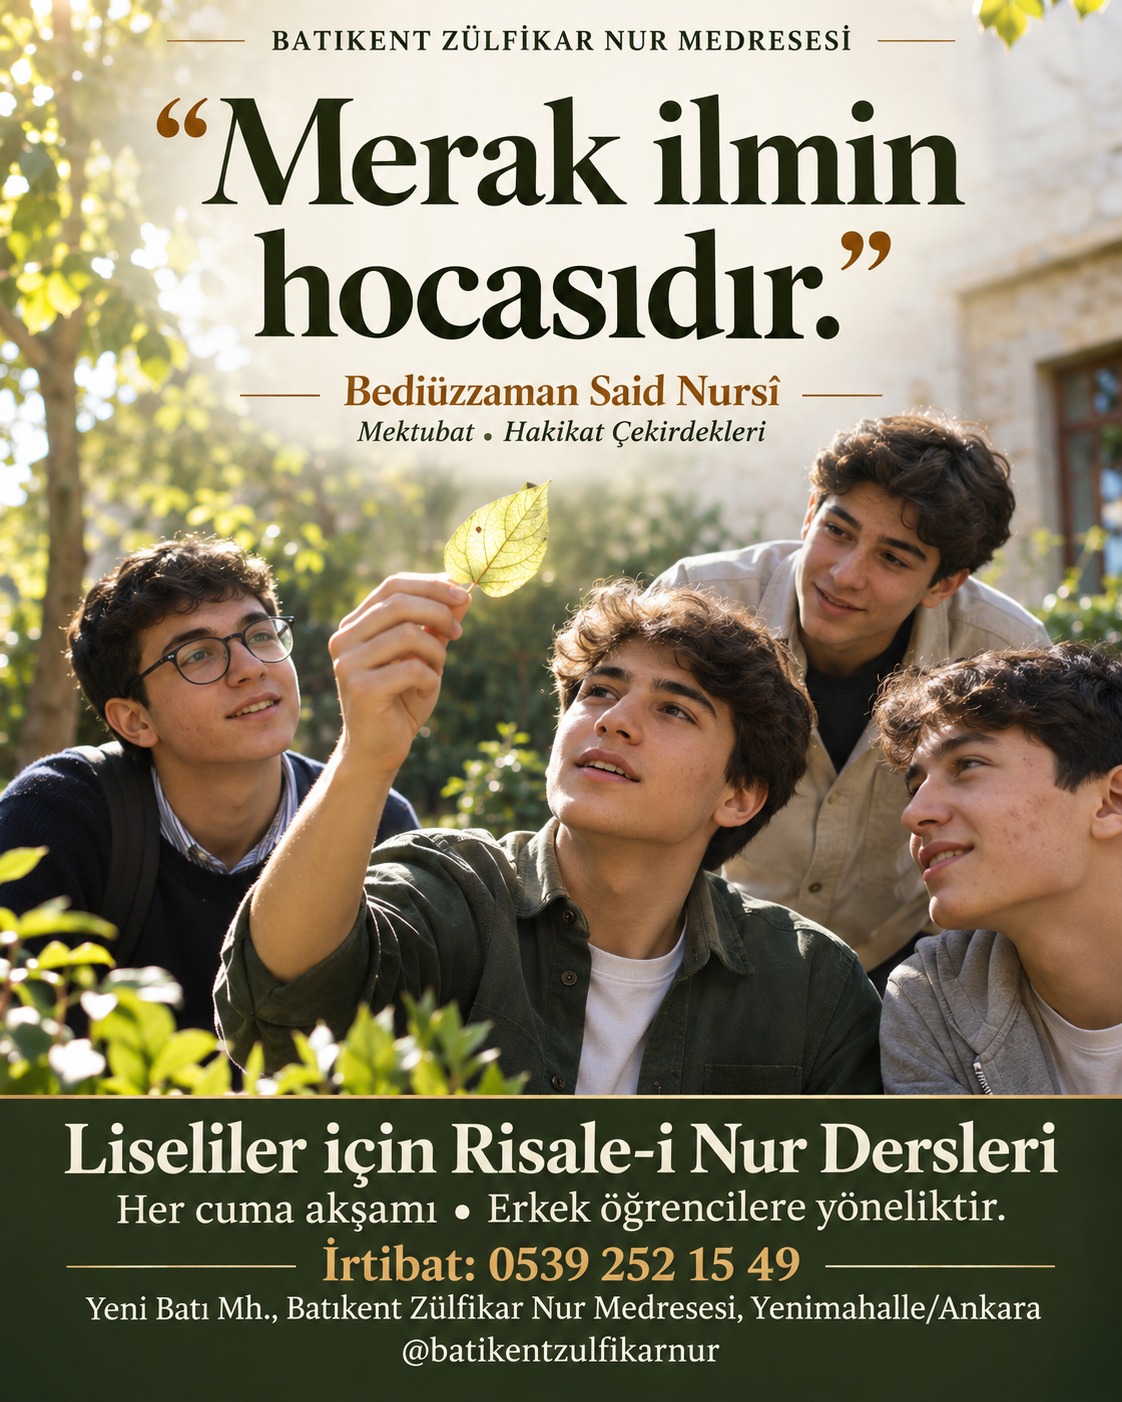 BATIKENT ZÜLFİKAR NUR MEDRESESİ
“Merak ilmin
hocasıdır.”
Bediüzzaman Said Nursî
Mektubat • Hakikat Çekirdekleri
Liseliler için Risale-i Nur Dersleri
Her cuma akşamı • Erkek öğrencilere yöneliktir.
İrtibat: 0539 252 15 49
Yeni Batı Mh., Batıkent Zülfikar Nur Medresesi, Yenimahalle/Ankara
@batikentzulfikarnur